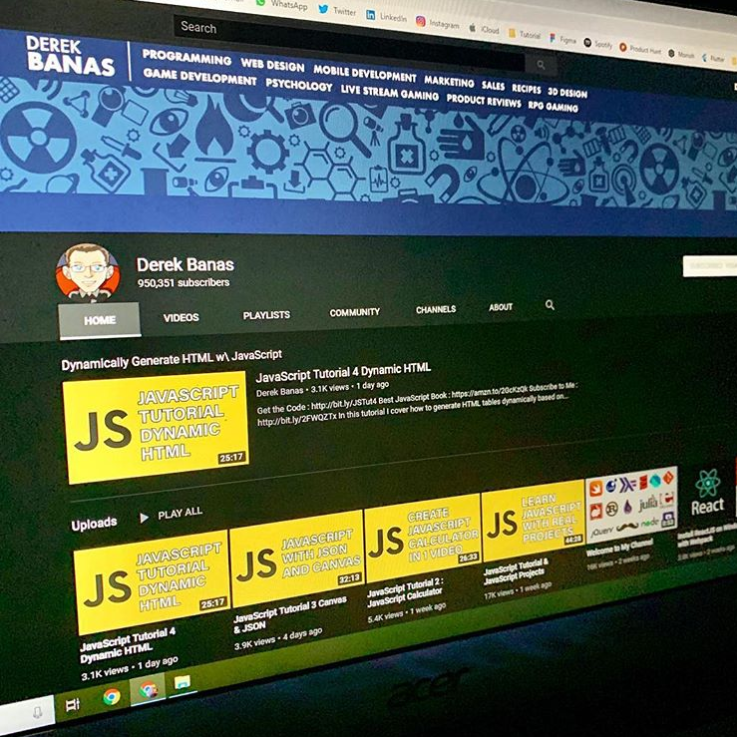 WhatsApp Twitter LinkedIn Instagram iCloud Tutorial Figma Spotify Product Hunt Monish Flutter
Search
DEREK
BANAS
PROGRAMMING WEB DESIGN MOBILE DEVELOPMENT MARKETING SALES RECIPES 3D DESIGN
GAME DEVELOPMENT PSYCHOLOGY LIVE STREAM GAMING PRODUCT REVIEWS RPG GAMING
Derek Banas
950,351 subscribers
HOME VIDEOS PLAYLISTS COMMUNITY CHANNELS ABOUT
Dynamically Generate HTML w\ JavaScript
JS JAVASCRIPT
TUTORIAL
DYNAMIC
HTML
25:17
JavaScript Tutorial 4 Dynamic HTML
Derek Banas • 3.1K views • 1 day ago
Get the Code : http://bit.ly/JSTut4 Best JavaScript Book : https://amzn.to/20cKzQk Subscribe to Me :
http://bit.ly/2FWQZTx In this tutorial I cover how to generate HTML tables dynamically based on...
Uploads PLAY ALL
JS JAVASCRIPT
TUTORIAL
DYNAMIC
HTML
25:17
JavaScript Tutorial 4
Dynamic HTML
3.1K views • 1 day ago
JS JAVASCRIPT
WITH JSON
AND CANVAS
32:13
JavaScript Tutorial 3 Canvas
& JSON
3.9K views • 4 days ago
JS CREATE
JAVASCRIPT
CALCULATOR
IN 1 VIDEO
26:33
JavaScript Tutorial 2 :
JavaScript Calculator
5.4K views • 1 week ago
JS LEARN
JAVASCRIPT
WITH REAL
PROJECTS
44:28
JavaScript Tutorial &
JavaScript Projects
17K views • 1 week ago
julia
jQuery
node
Welcome to My Channel
2 weeks ago
React
Install ReactJS on
with Webpack
2 weeks ago
acer